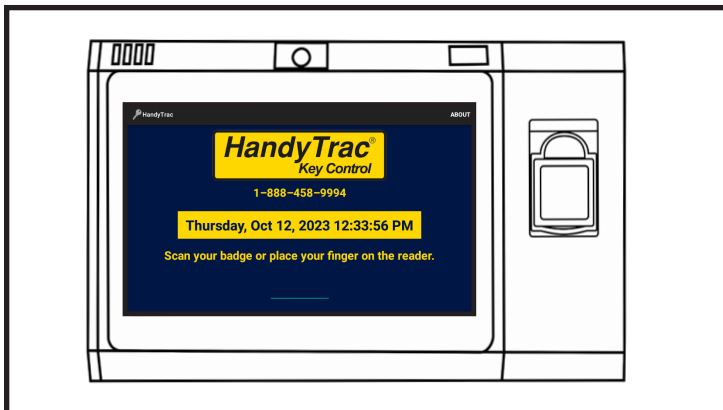 HandyTrac
ABOUT
HandyTrac®
Key Control
1-888-458-9994
Thursday, Oct 12, 2023 12:33:56 PM
Scan your badge or place your finger on the reader.